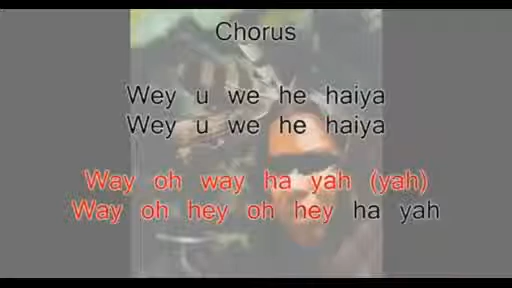 Chorus
Wey u we he haiya
Wey u we he haiya
Way oh way ha yah (yah)
Way oh hey oh hey ha yah